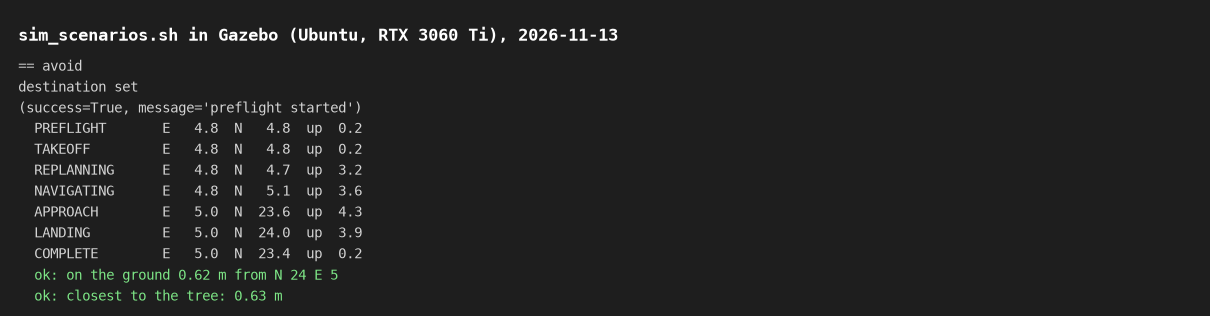 sim_scenarios.sh in Gazebo (Ubuntu, RTX 3060 Ti), 2026-11-13
== avoid
destination set
(success=True, message='preflight started')
PREFLIGHT E 4.8 N 4.8 up 0.2
TAKEOFF E 4.8 N 4.8 up 0.2
REPLANNING E 4.8 N 4.7 up 3.2
NAVIGATING E 4.8 N 5.1 up 3.6
APPROACH E 5.0 N 23.6 up 4.3
LANDING E 5.0 N 24.0 up 3.9
COMPLETE E 5.0 N 23.4 up 0.2
ok: on the ground 0.62 m from N 24 E 5
ok: closest to the tree: 0.63 m